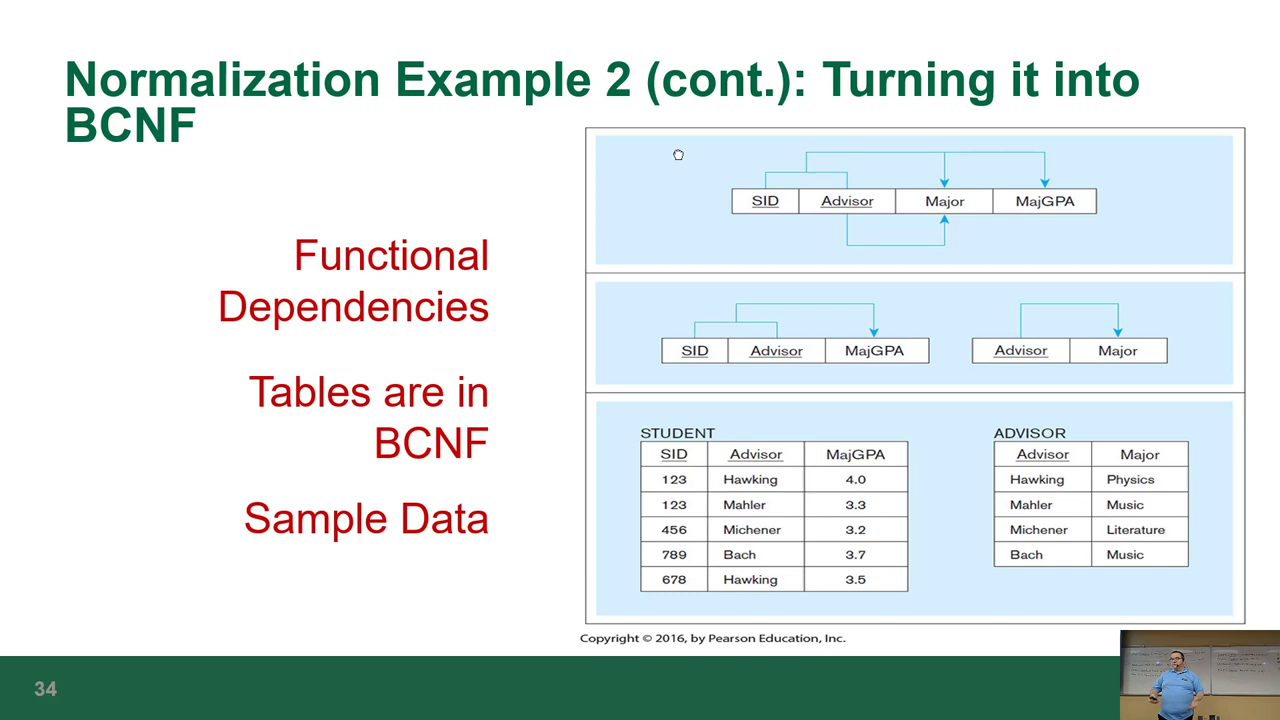 Normalization Example 2 (cont.): Turning it into
BCNF
Functional
Dependencies
Tables are in
BCNF
Sample Data
SID Advisor Major MajGPA
SID Advisor MajGPA
Advisor Major
STUDENT
SID Advisor MajGPA
123 Hawking 4.0
123 Mahler 3.3
456 Michener 3.2
789 Bach 3.7
678 Hawking 3.5
ADVISOR
Advisor Major
Hawking Physics
Mahler Music
Michener Literature
Bach Music
Copyright © 2016, by Pearson Education, Inc.
34